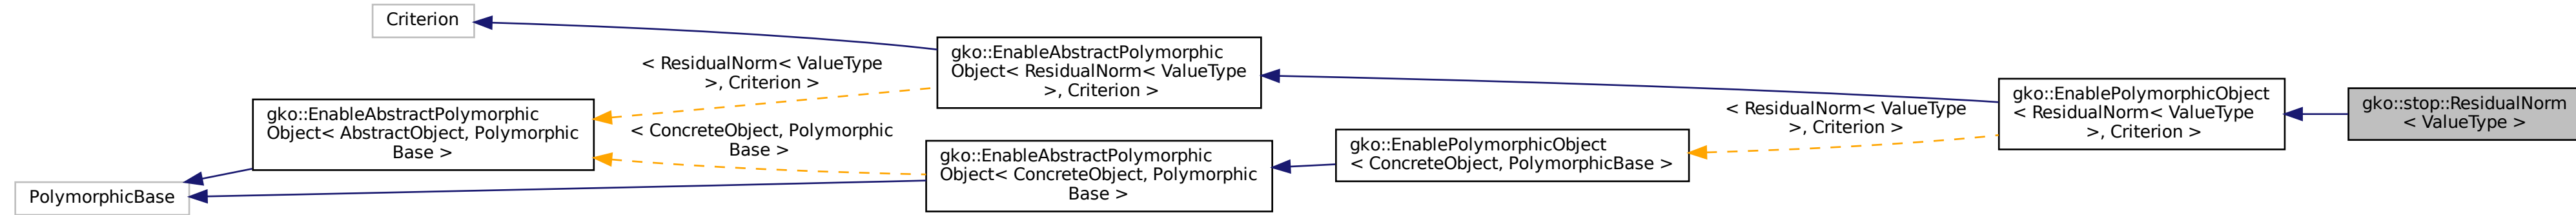 Criterion
gko::EnableAbstractPolymorphic
Object< ResidualNorm< ValueType
>, Criterion >
< ResidualNorm< ValueType
>, Criterion >
gko::EnableAbstractPolymorphic
Object< AbstractObject, Polymorphic
Base >
< ConcreteObject, Polymorphic
Base >
gko::EnableAbstractPolymorphic
Object< ConcreteObject, Polymorphic
Base >
PolymorphicBase
gko::EnablePolymorphicObject
< ConcreteObject, PolymorphicBase >
< ResidualNorm< ValueType
>, Criterion >
gko::EnablePolymorphicObject
< ResidualNorm< ValueType
>, Criterion >
gko::stop::ResidualNorm
< ValueType >